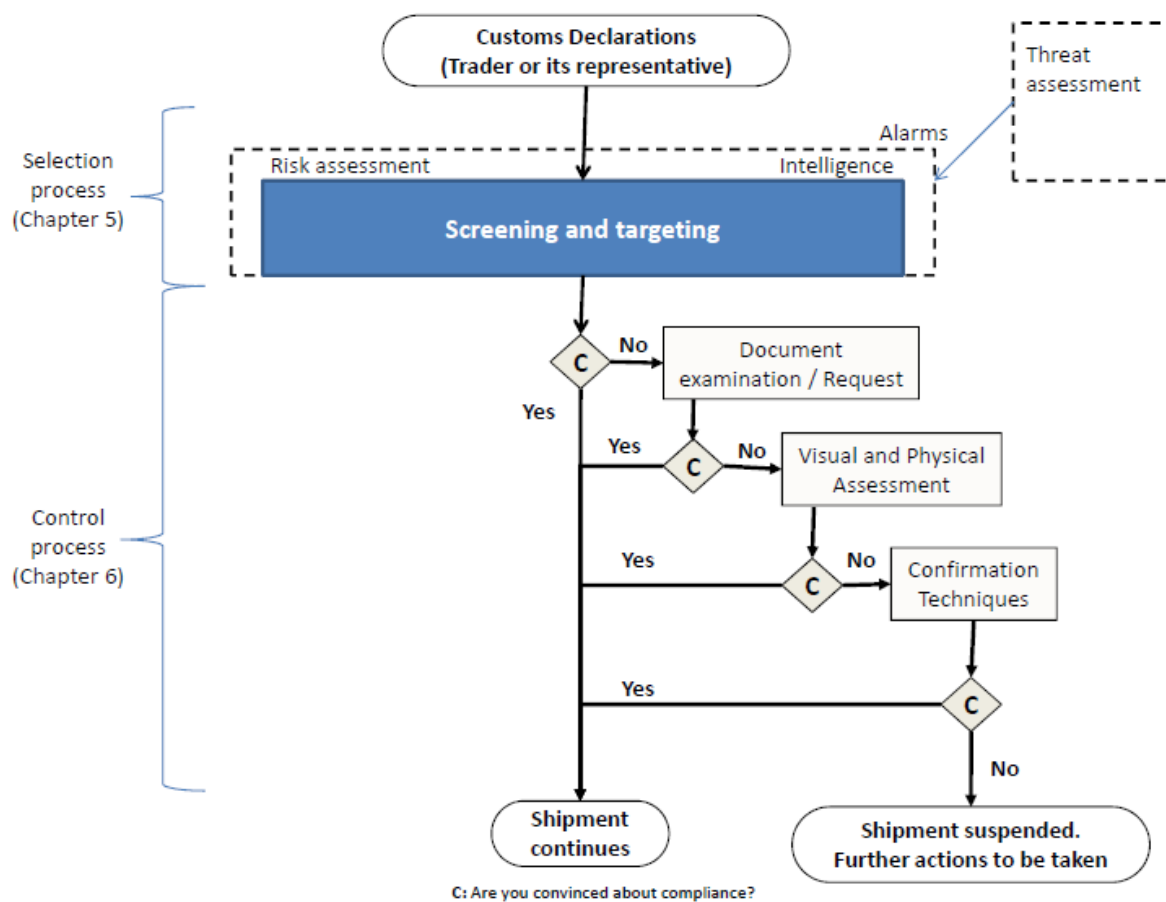 Customs Declarations
(Trader or its representative)
Threat
assessment
Alarms
Selection
process
(Chapter 5)
Risk assessment
Intelligence
Screening and targeting
C
No
Document
examination / Request
Yes
Yes
C
No
Visual and Physical
Assessment
Control
process
(Chapter 6)
Yes
C
No
Confirmation
Techniques
Yes
C
No
Shipment
continues
Shipment suspended.
Further actions to be taken
C: Are you convinced about compliance?